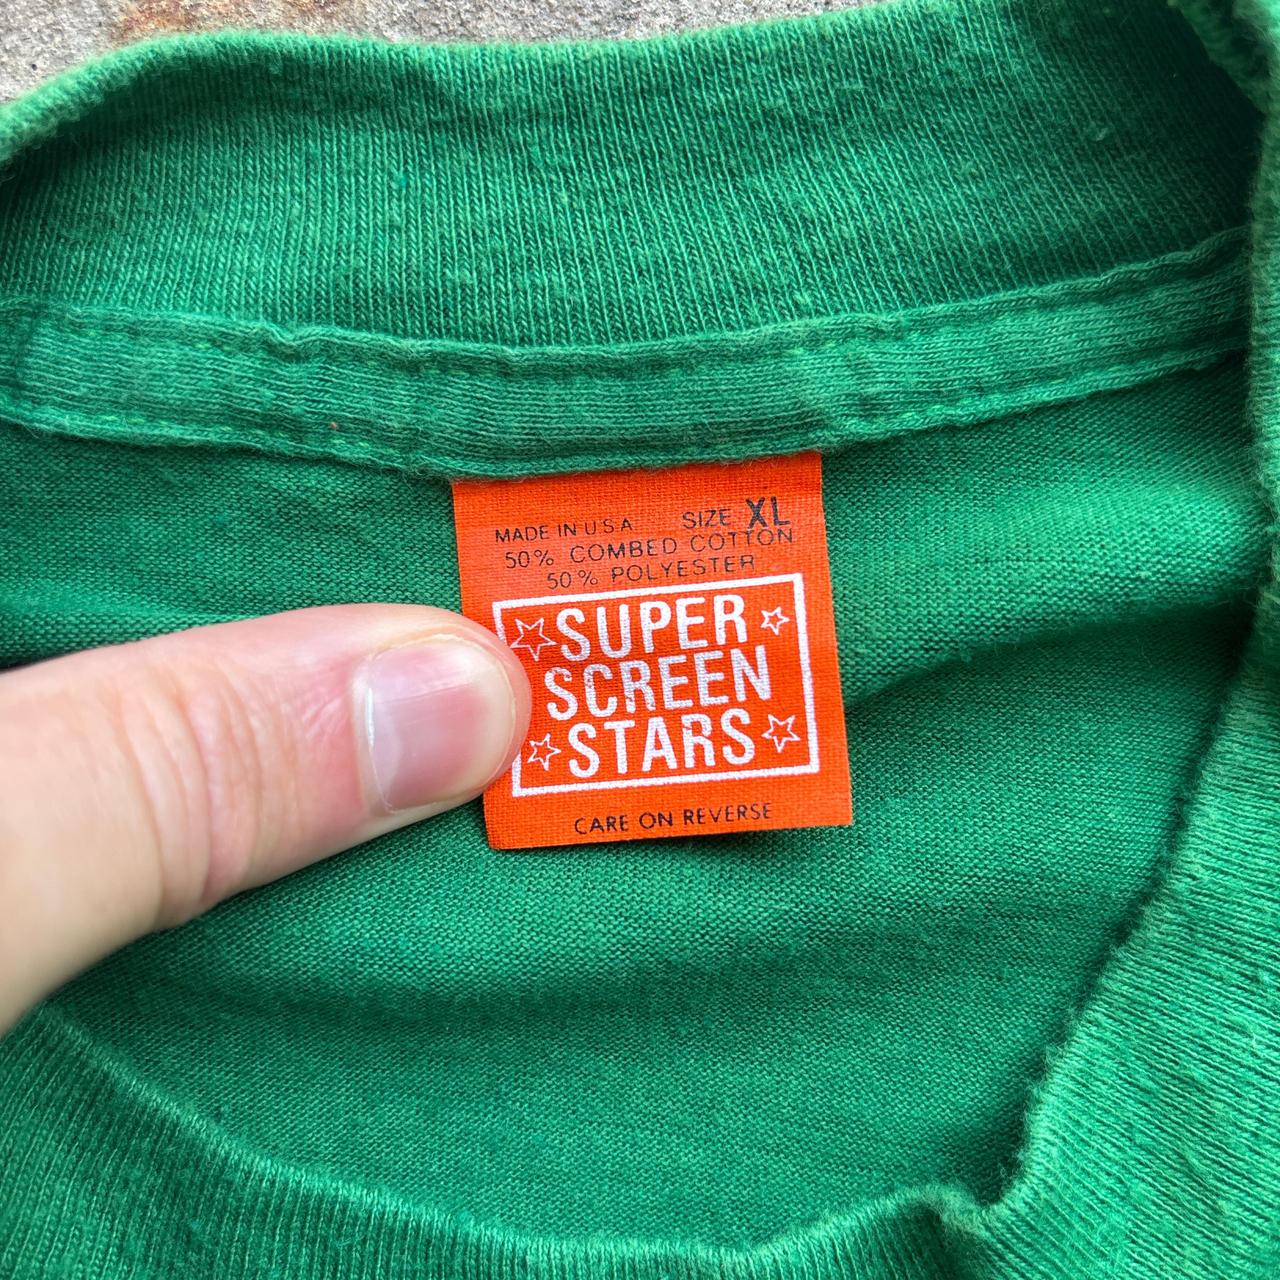 MADE IN U S A SIZE XL
50% COMBED COTTON
50% POLYESTER
SUPER
SCREEN
STARS
CARE ON REVERSE